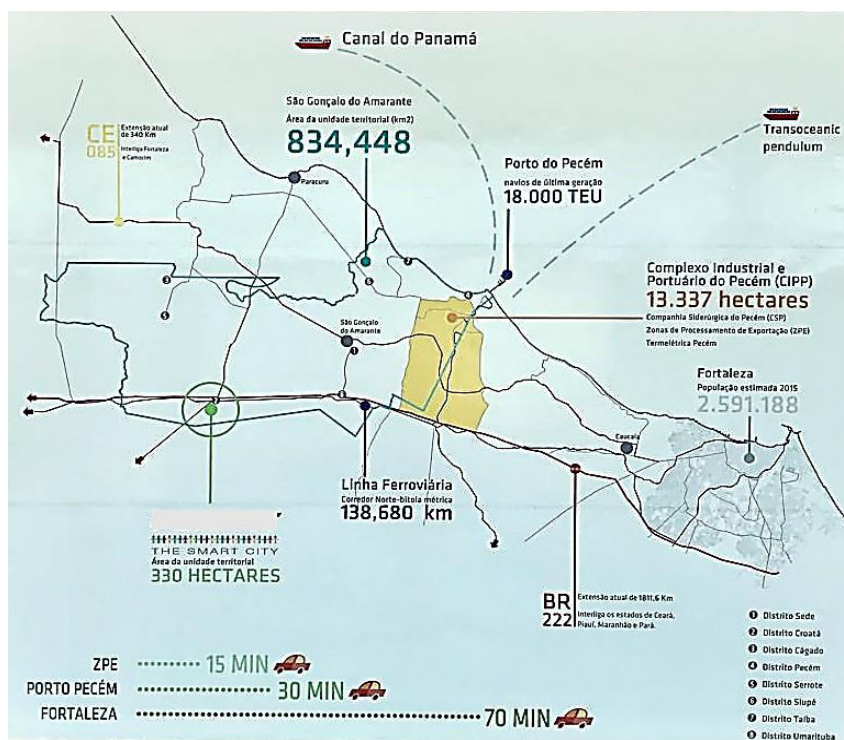 Canal do Panamá
Transoceanic
pendulum
São Gonçalo do Amarante
Área da unidade territorial (km2)
834,448
CE
085
Extensão atual
de 340 Km
Interliga Fortaleza
e Camosim
Paracuru
Porto do Pecém
navios de última geração
18.000 TEU
Complexo Industrial e
Portuário do Pecém (CIPP)
13.337 hectares
Companhia Siderúrgica do Pecém (CSP)
Zonas de Processamento de Exportação (ZPE)
Termelétrica Pecém
São Gonçalo
do Amarante
Fortaleza
População estimada 2015
2.591.188
Caucaia
Linha Ferroviária
Corredor Norte-bitola métrica
138,680 km
THE SMART CITY
Área da unidade territorial
330 HECTARES
BR
222
Extensão atual de 1811,6 Km
Interliga os estados de Ceará,
Piauí, Maranhão e Pará.
1 Distrito Sede
2 Distrito Croatá
3 Distrito Cágado
4 Distrito Pecém
5 Distrito Serrote
6 Distrito Siupé
7 Distrito Taíba
8 Distrito Umarituba
ZPE 15 MIN
PORTO PECÉM 30 MIN
FORTALEZA 70 MIN